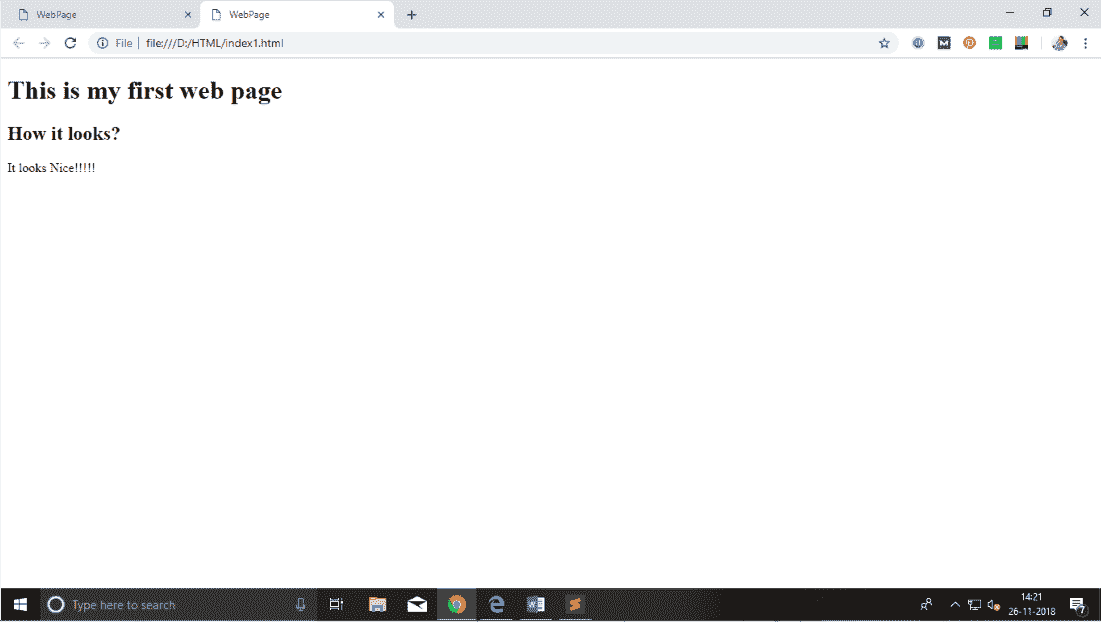 WebPage
WebPage
File
file:///D:/HTML/index1.html
This is my first web page
How it looks?
It looks Nice!!!!!
Type here to search
14:21
26-11-2018
7